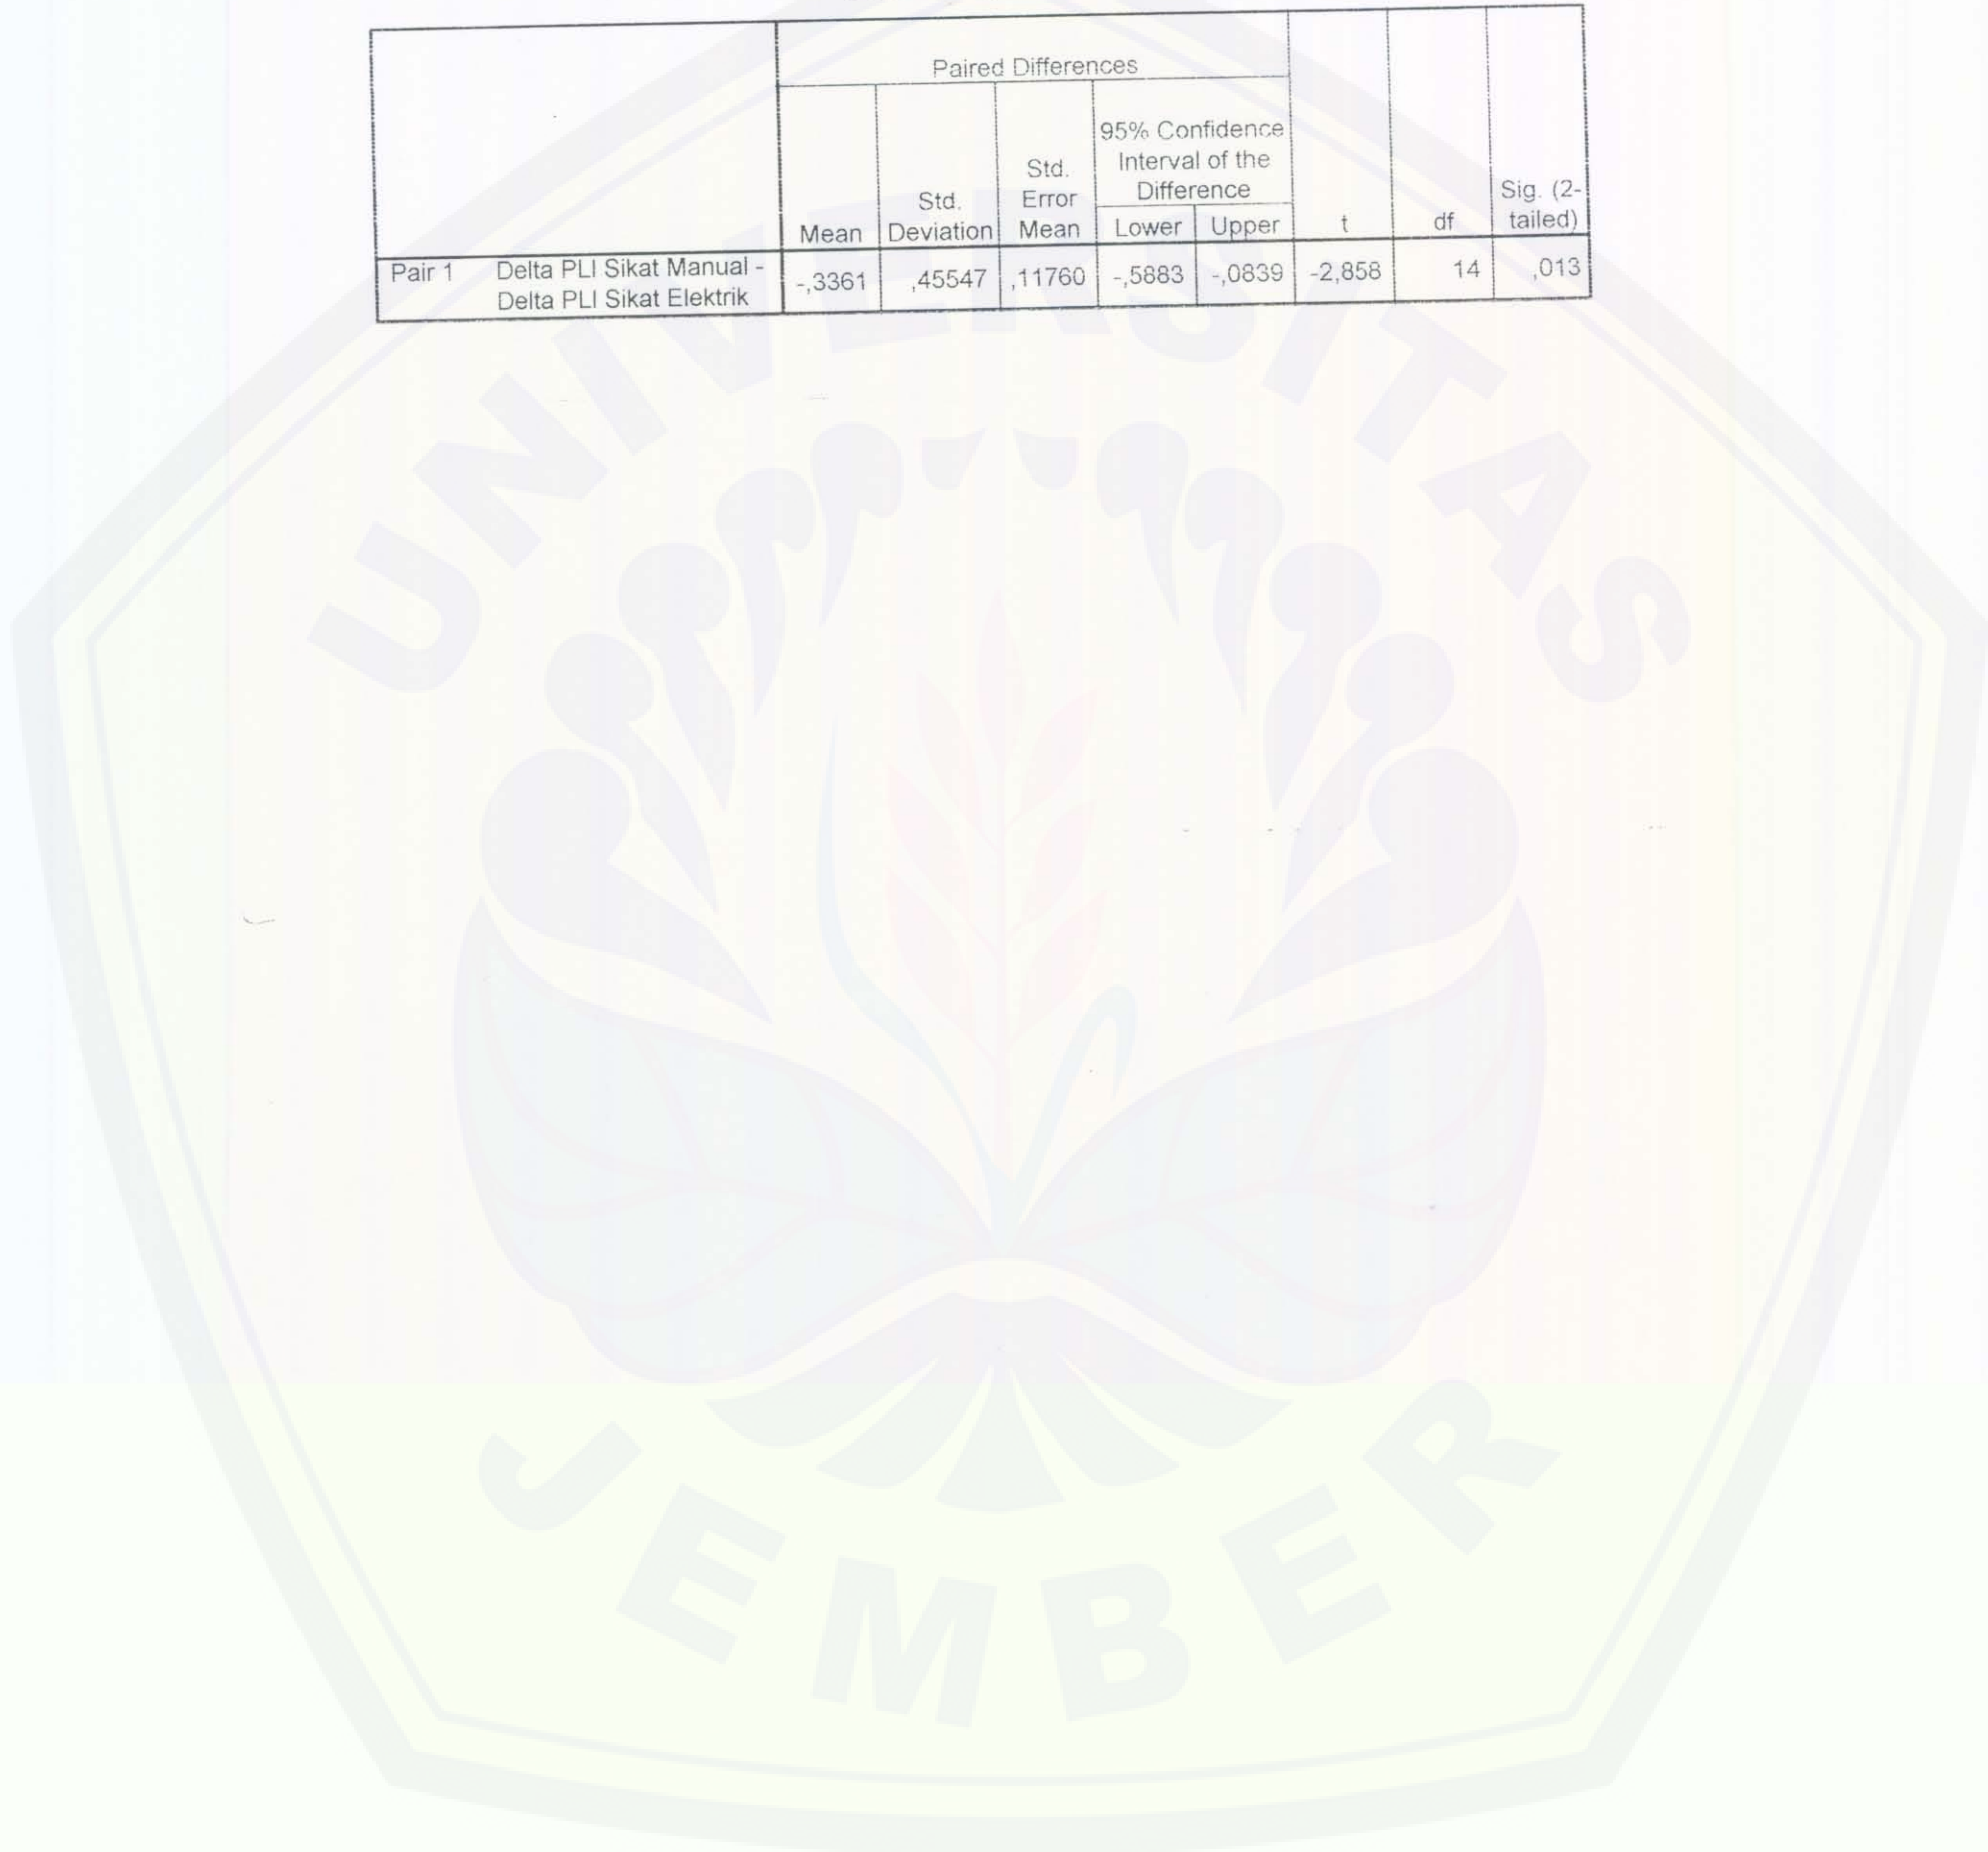 Paired Differences
95% Confidence
Interval of the
Difference
Std.
Error
Mean
Std.
Deviation
Mean
Lower Upper
t
df
Sig. (2-
tailed)
Pair 1 Delta PLI Sikat Manual - -,3361 ,45547 ,11760 -,5883 -,0839 -2,858 14 ,013
Delta PLI Sikat Elektrik
UNIVERSITAS
JEMBER